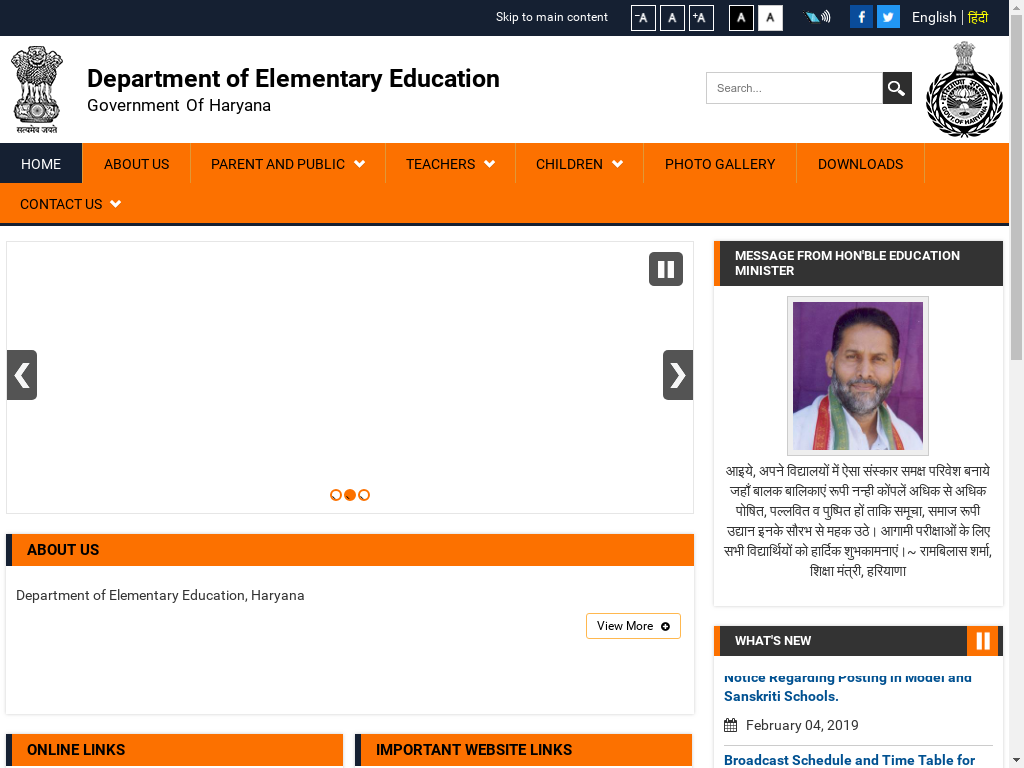 Skip to main content
-A
A
+A
A
A
English
हिंदी
सत्यमेव जयते
Department of Elementary Education
Government Of Haryana
Search...
HOME
ABOUT US
PARENT AND PUBLIC
TEACHERS
CHILDREN
PHOTO GALLERY
DOWNLOADS
CONTACT US
MESSAGE FROM HON'BLE EDUCATION
MINISTER
आइये, अपने विद्यालयों में ऐसा संस्कार समक्ष परिवेश बनाये
जहाँ बालक बालिकाएं रूपी नन्ही कोंपलें अधिक से अधिक
पोषित, पल्लवित व पुष्पित हों ताकि समूचा, समाज रूपी
उद्यान इनके सौरभ से महक उठे। आगामी परीक्षाओं के लिए
सभी विद्यार्थियों को हार्दिक शुभकामनाएं।~ रामबिलास शर्मा,
शिक्षा मंत्री, हरियाणा
ABOUT US
Department of Elementary Education, Haryana
View More
WHAT'S NEW
Notice Regarding Posting in Model and
Sanskriti Schools.
February 04, 2019
Broadcast Schedule and Time Table for
ONLINE LINKS
IMPORTANT WEBSITE LINKS